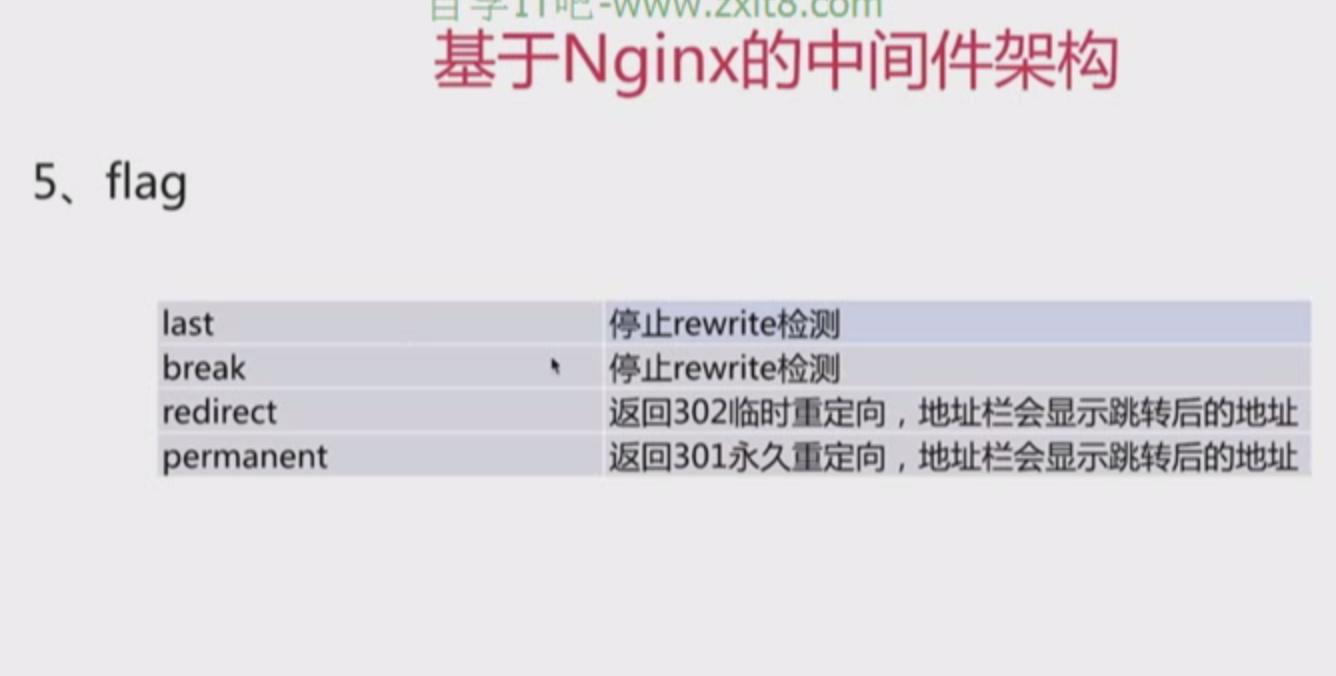 自学IT吧-www.zxit8.com
基于Nginx的中间件架构
5、flag
last 停止rewrite检测
break 停止rewrite检测
redirect 返回302临时重定向，地址栏会显示跳转后的地址
permanent 返回301永久重定向，地址栏会显示跳转后的地址